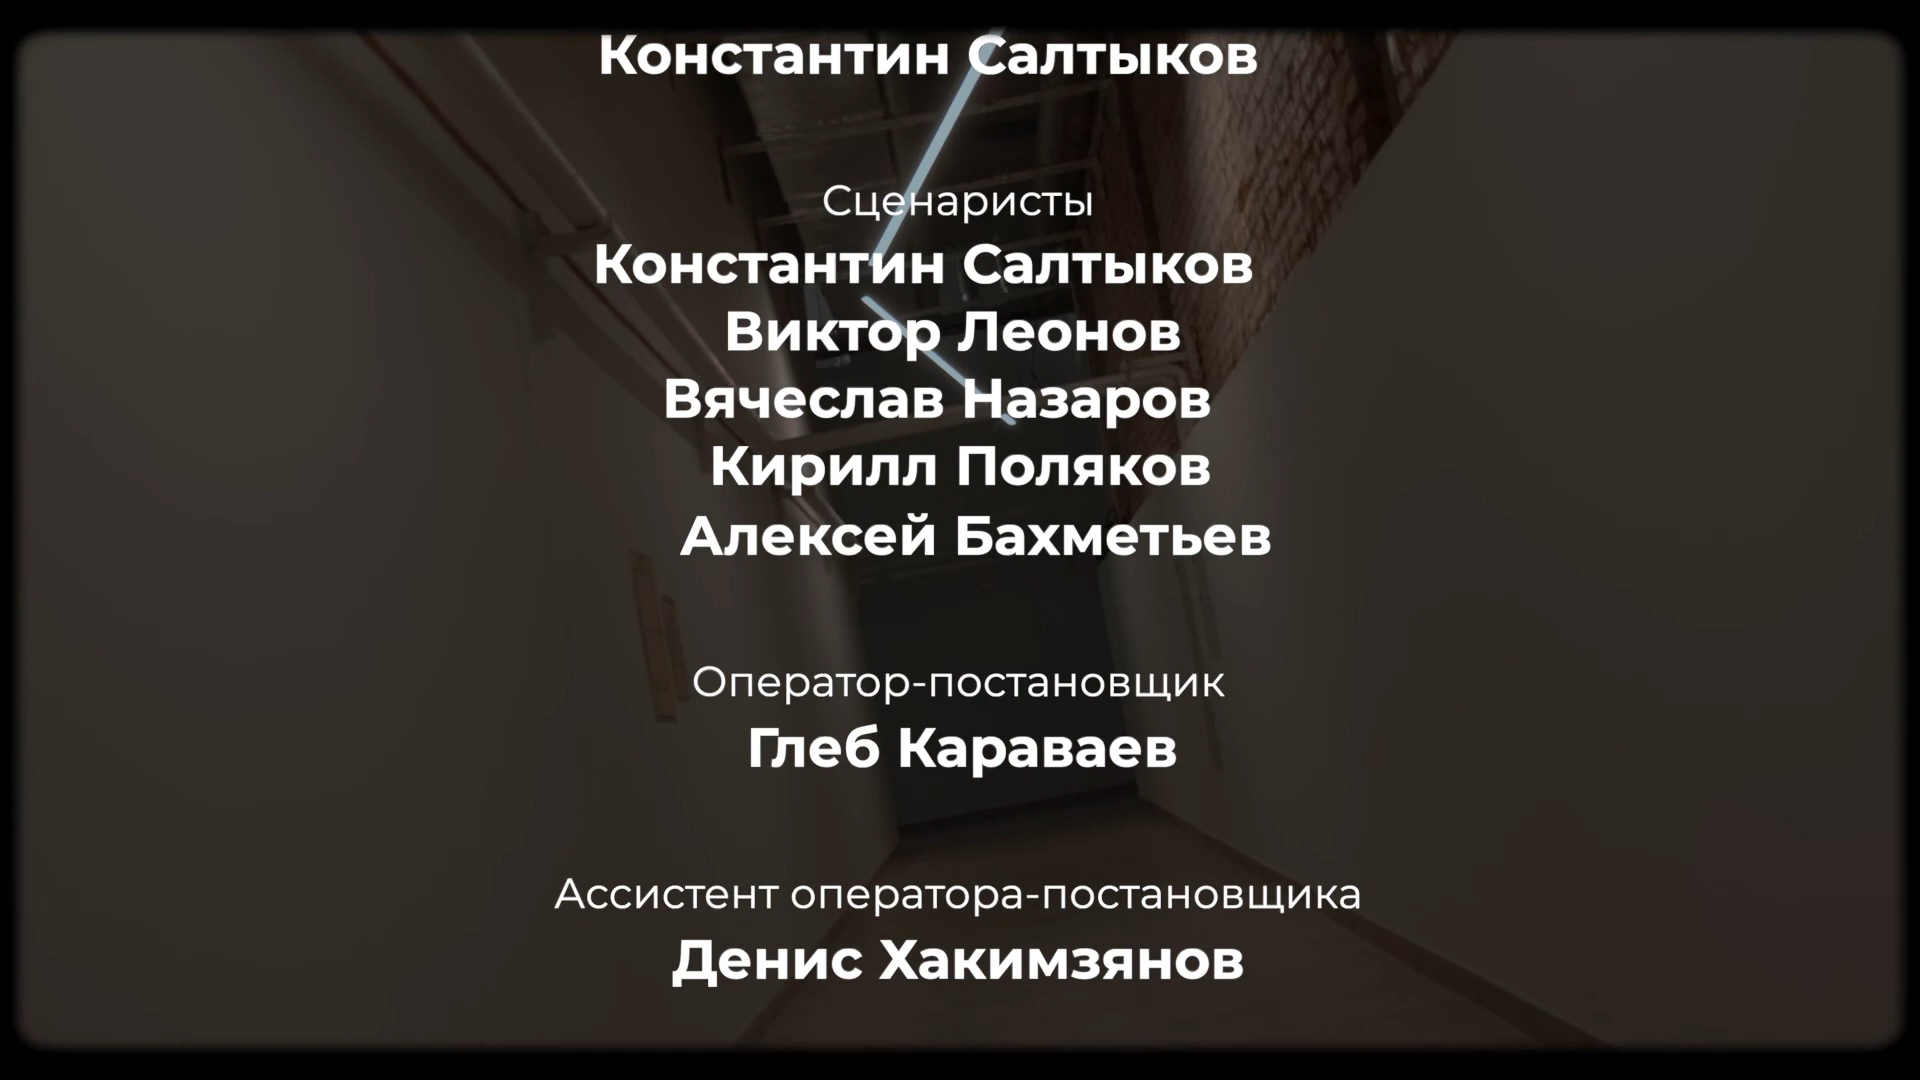 Константин Салтыков
Сценаристы
Константин Салтыков
Виктор Леонов
Вячеслав Назаров
Кирилл Поляков
Алексей Бахметьев
Оператор-постановщик
Глеб Караваев
Ассистент оператора-постановщика
Денис Хакимзянов